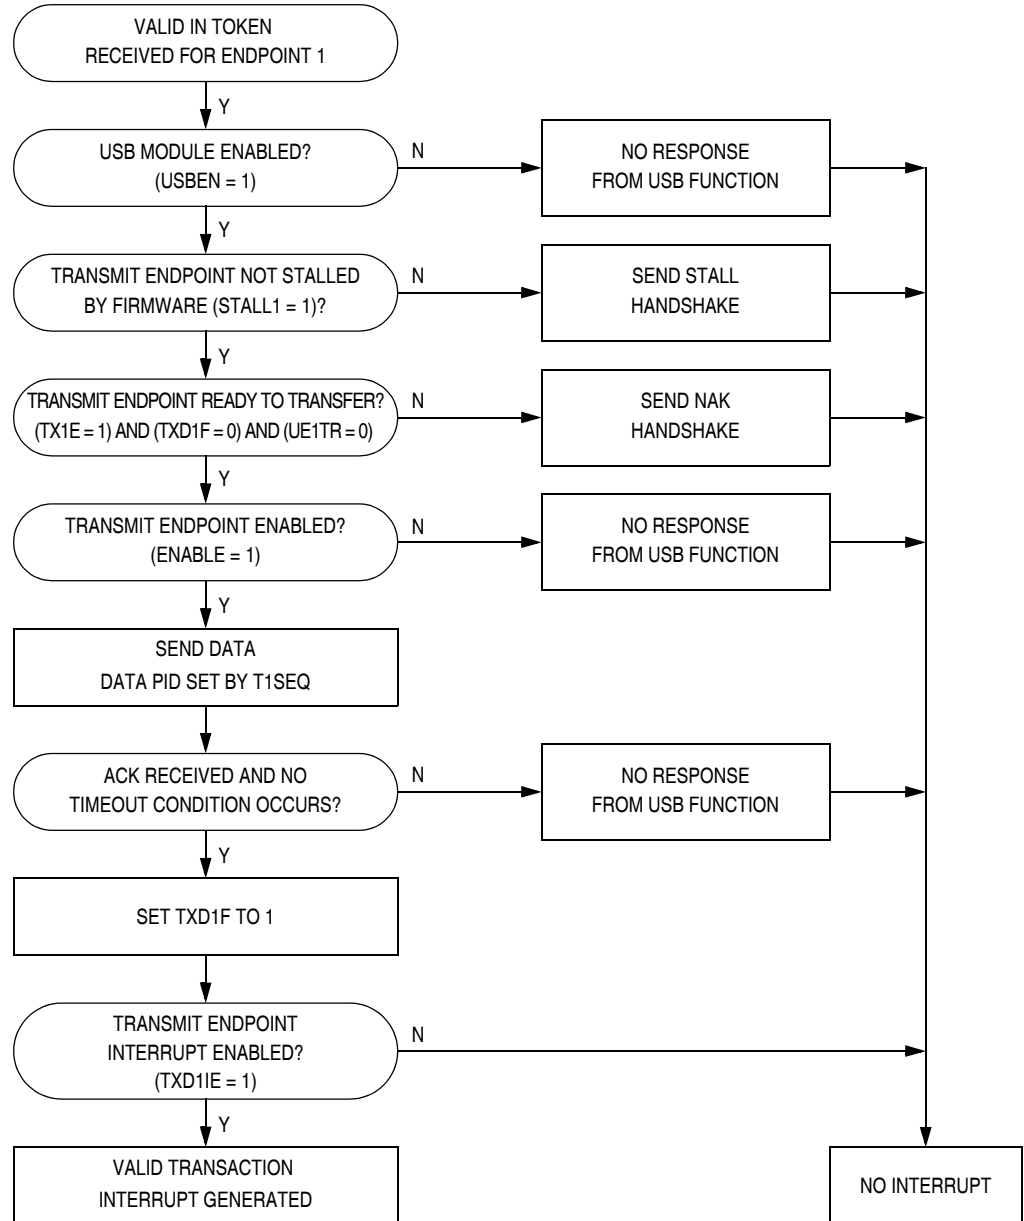 VALID IN TOKEN
RECEIVED FOR ENDPOINT 1
Y
USB MODULE ENABLED?
(USBEN = 1)
N
NO RESPONSE
FROM USB FUNCTION
Y
TRANSMIT ENDPOINT NOT STALLED
BY FIRMWARE (STALL1 = 1)?
N
SEND STALL
HANDSHAKE
Y
TRANSMIT ENDPOINT READY TO TRANSFER?
(TX1E = 1) AND (TXD1F = 0) AND (UE1TR = 0)
N
SEND NAK
HANDSHAKE
Y
TRANSMIT ENDPOINT ENABLED?
(ENABLE = 1)
N
NO RESPONSE
FROM USB FUNCTION
Y
SEND DATA
DATA PID SET BY T1SEQ
ACK RECEIVED AND NO
TIMEOUT CONDITION OCCURS?
N
NO RESPONSE
FROM USB FUNCTION
Y
SET TXD1F TO 1
TRANSMIT ENDPOINT
INTERRUPT ENABLED?
(TXD1IE = 1)
N
Y
VALID TRANSACTION
INTERRUPT GENERATED
NO INTERRUPT